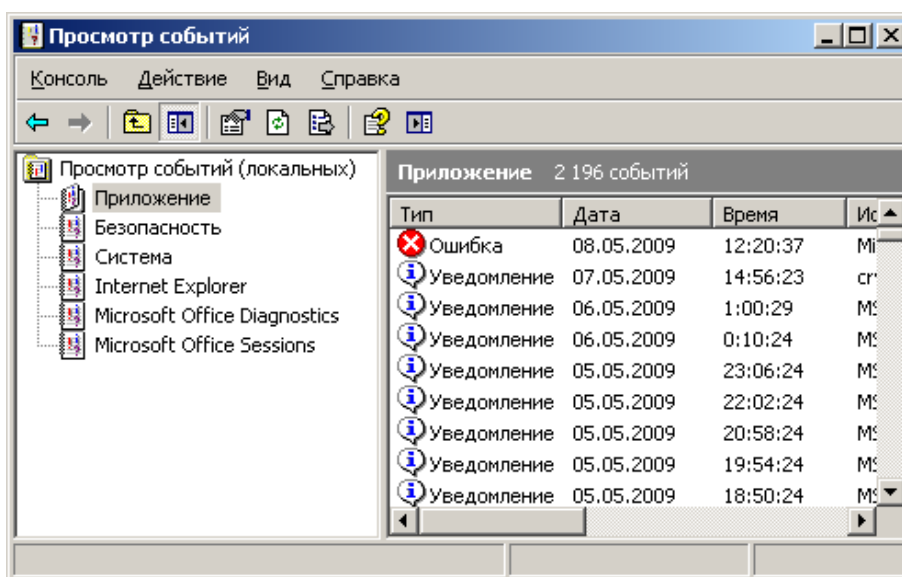 Просмотр событий
Консоль Действие Вид Справка
Просмотр событий (локальных)
Приложение
Безопасность
Система
Internet Explorer
Microsoft Office Diagnostics
Microsoft Office Sessions
Приложение 2 196 событий
Тип Дата Время
Ошибка 08.05.2009 12:20:37
Уведомление 07.05.2009 14:56:23
Уведомление 06.05.2009 1:00:29
Уведомление 06.05.2009 0:10:24
Уведомление 05.05.2009 23:06:24
Уведомление 05.05.2009 22:02:24
Уведомление 05.05.2009 20:58:24
Уведомление 05.05.2009 19:54:24
Уведомление 05.05.2009 18:50:24